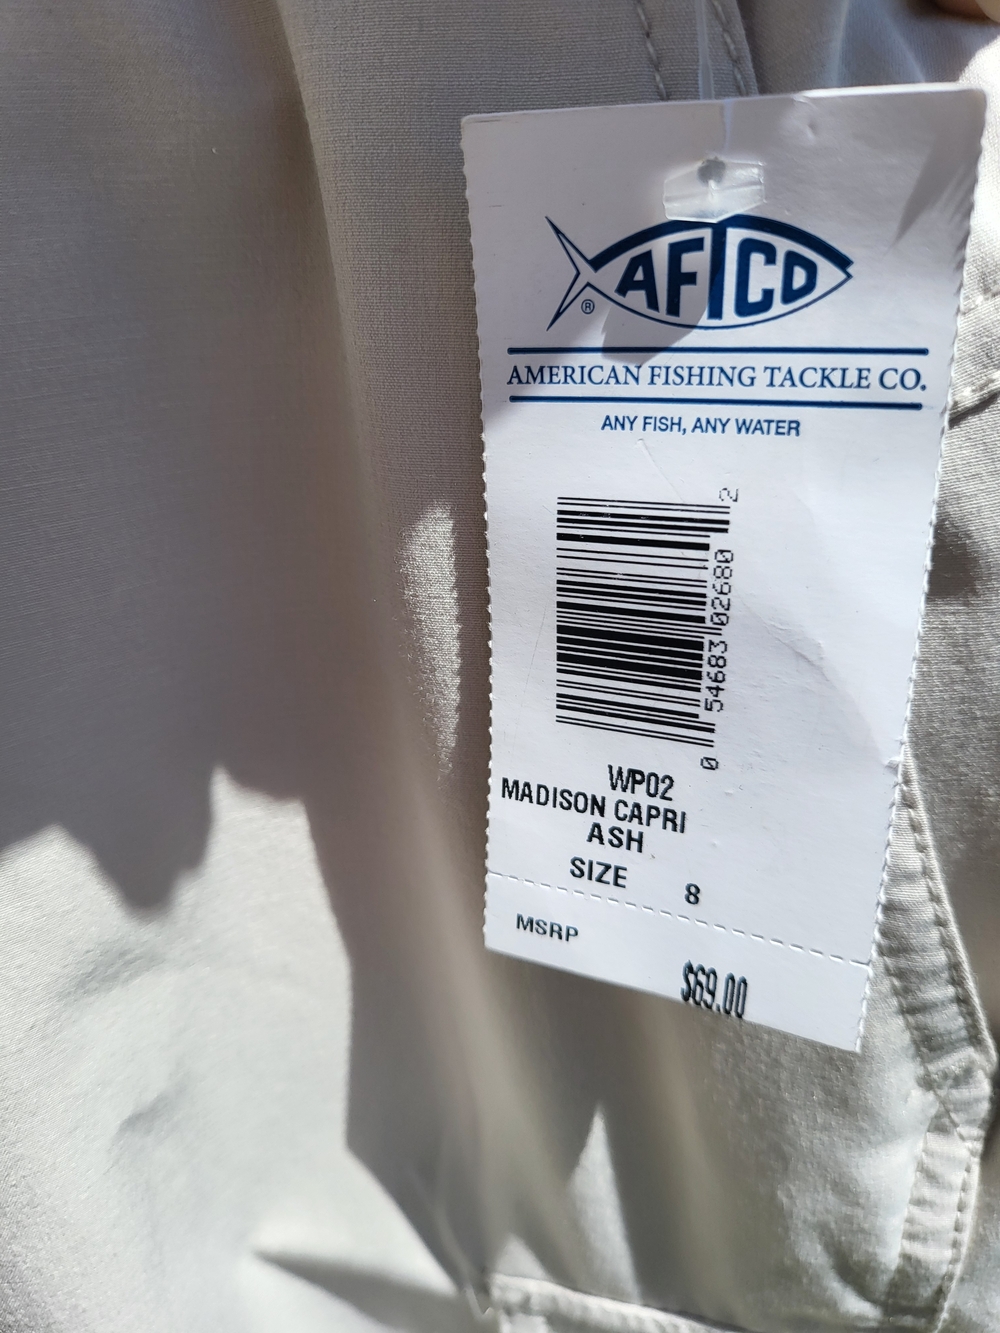 AFTCO
®
AMERICAN FISHING TACKLE CO.
ANY FISH, ANY WATER
0 54683 02680 2
WP02
MADISON CAPRI
ASH
SIZE 8
MSRP
$69.00